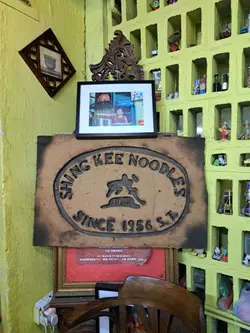 SHING KEE NOODLES
SINCE 1956 S.T.